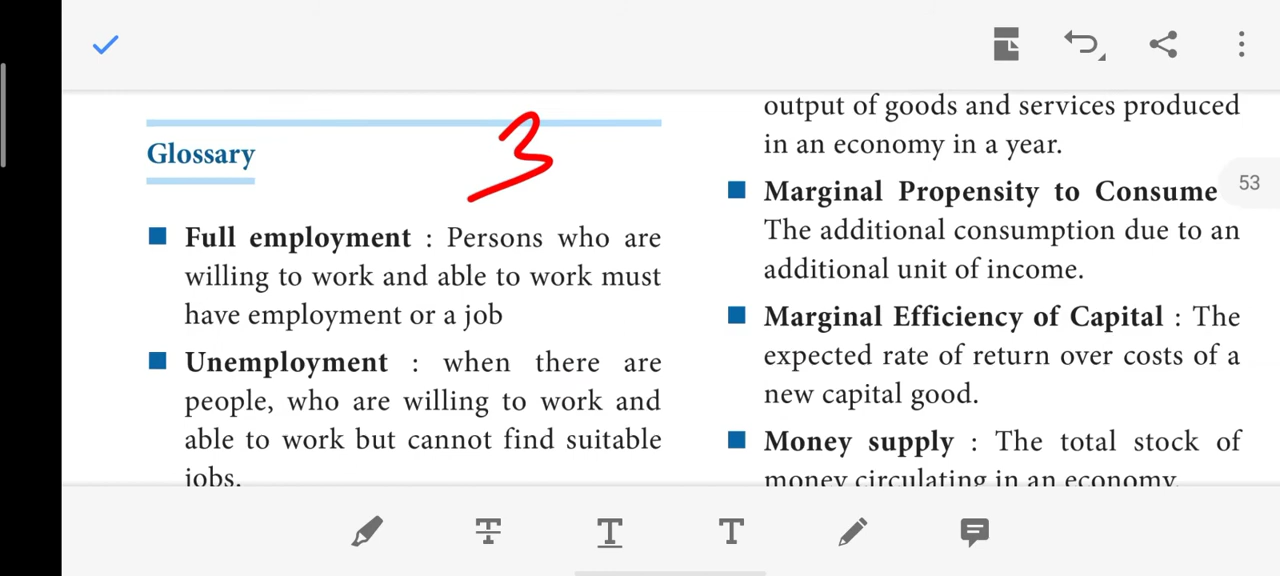 Glossary
3
Full employment : Persons who are
willing to work and able to work must
have employment or a job
Unemployment : when there are
people, who are willing to work and
able to work but cannot find suitable
jobs.
output of goods and services produced
in an economy in a year.
Marginal Propensity to Consume
The additional consumption due to an
additional unit of income.
Marginal Efficiency of Capital : The
expected rate of return over costs of a
new capital good.
Money supply : The total stock of
money circulating in an economy.
53